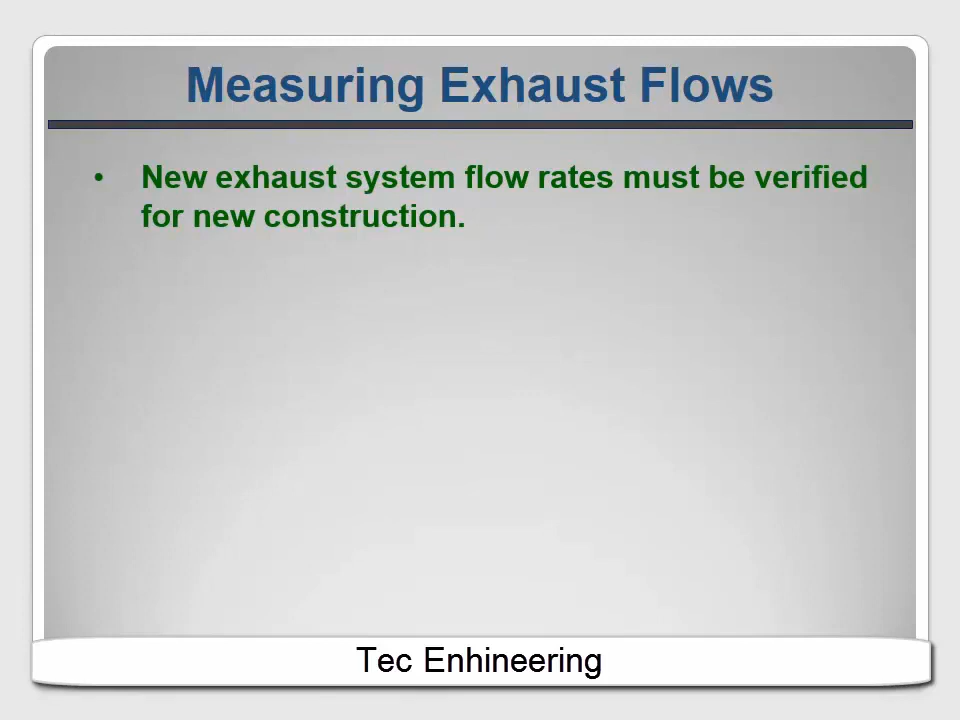 Measuring Exhaust Flows
• New exhaust system flow rates must be verified
for new construction.
Tec Enhineering